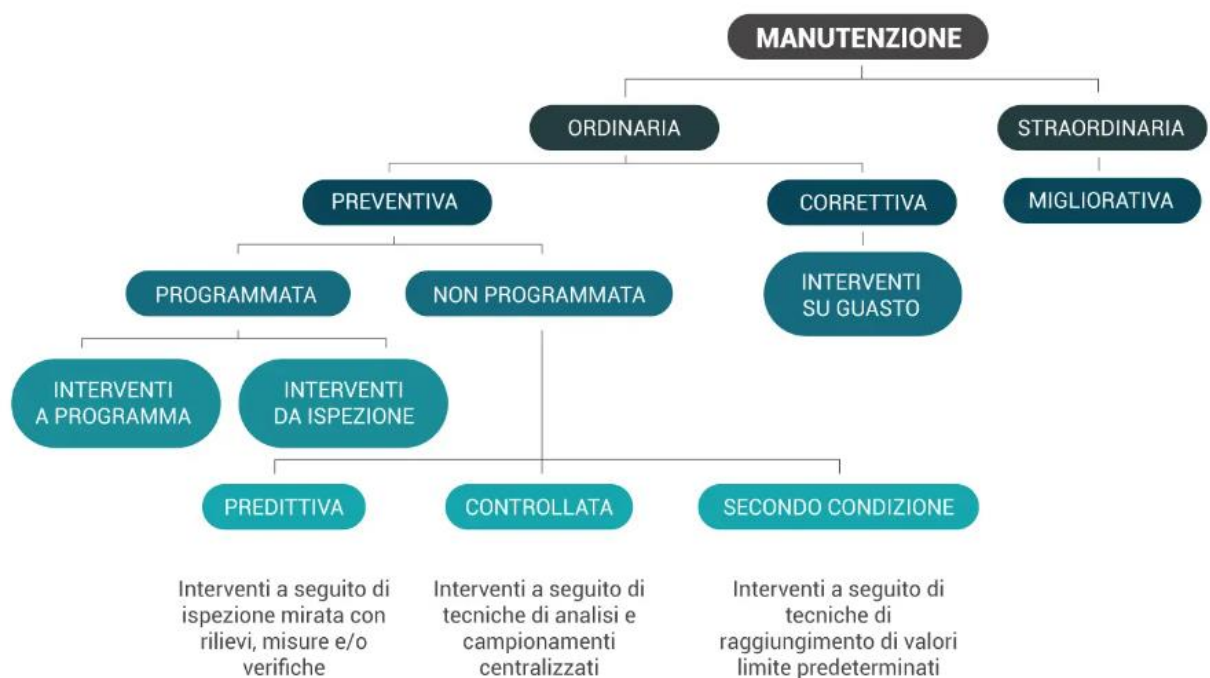 MANUTENZIONE
ORDINARIA
STRAORDINARIA
PREVENTIVA
CORRETTIVA
MIGLIORATIVA
PROGRAMMATA
NON PROGRAMMATA
INTERVENTI
SU GUASTO
INTERVENTI
A PROGRAMMA
INTERVENTI
DA ISPEZIONE
PREDITTIVA
CONTROLLATA
SECONDO CONDIZIONE
Interventi a seguito di
ispezione mirata con
rilievi, misure e/o
verifiche
Interventi a seguito di
tecniche di analisi e
campionamenti
centralizzati
Interventi a seguito di
tecniche di
raggiungimento di valori
limite predeterminati